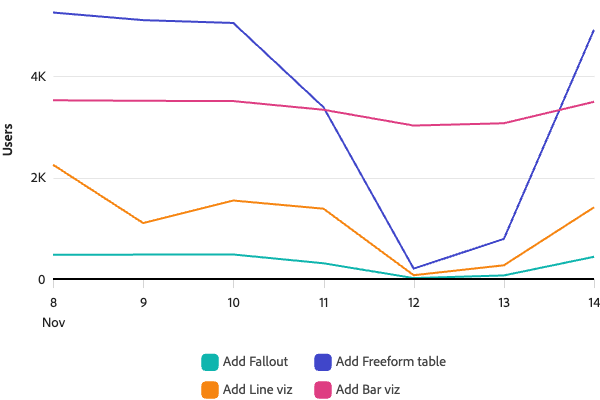 Users
4K
2K
0
8 9 10 11 12 13 14
Nov
Add Fallout Add Freeform table
Add Line viz Add Bar viz